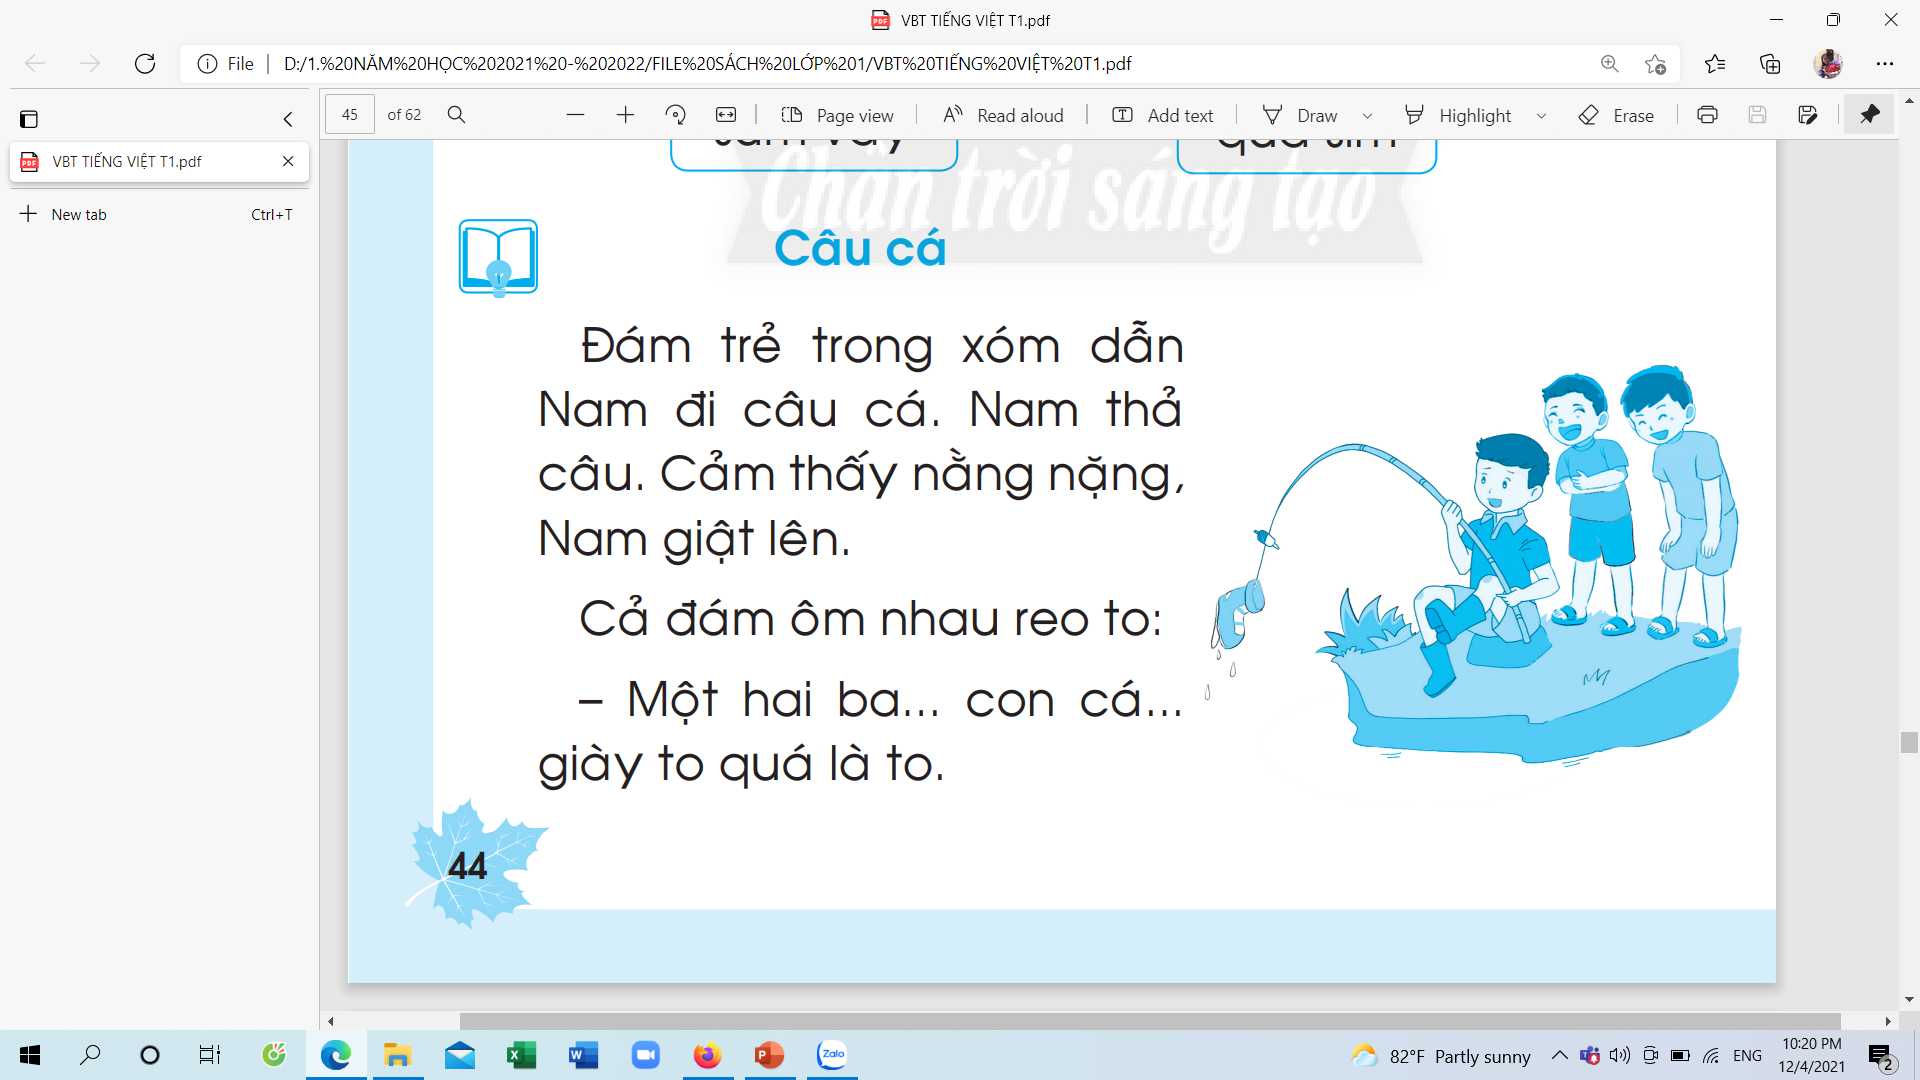 VBT TIẾNG VIỆT T1.pdf
File
D:/1.%20NĂM%20HỌC%202021%20-%202022/FILE%20SÁCH%20LỚP%201/VBT%20TIẾNG%20VIỆT%20T1.pdf
45 of 62
Page view
Read aloud
Add text
Draw
Highlight
Erase
VBT TIẾNG VIỆT T1.pdf
New tab Ctrl+T
Chân trời sáng tạo
Câu cá
Đám trẻ trong xóm dẫn
Nam đi câu cá. Nam thả
câu. Cảm thấy nằng nặng,
Nam giật lên.
Cả đám ôm nhau reo to:
– Một hai ba... con cá...
giày to quá là to.
44
Zalo
82°F Partly sunny
ENG
10:20 PM
12/4/2021
2